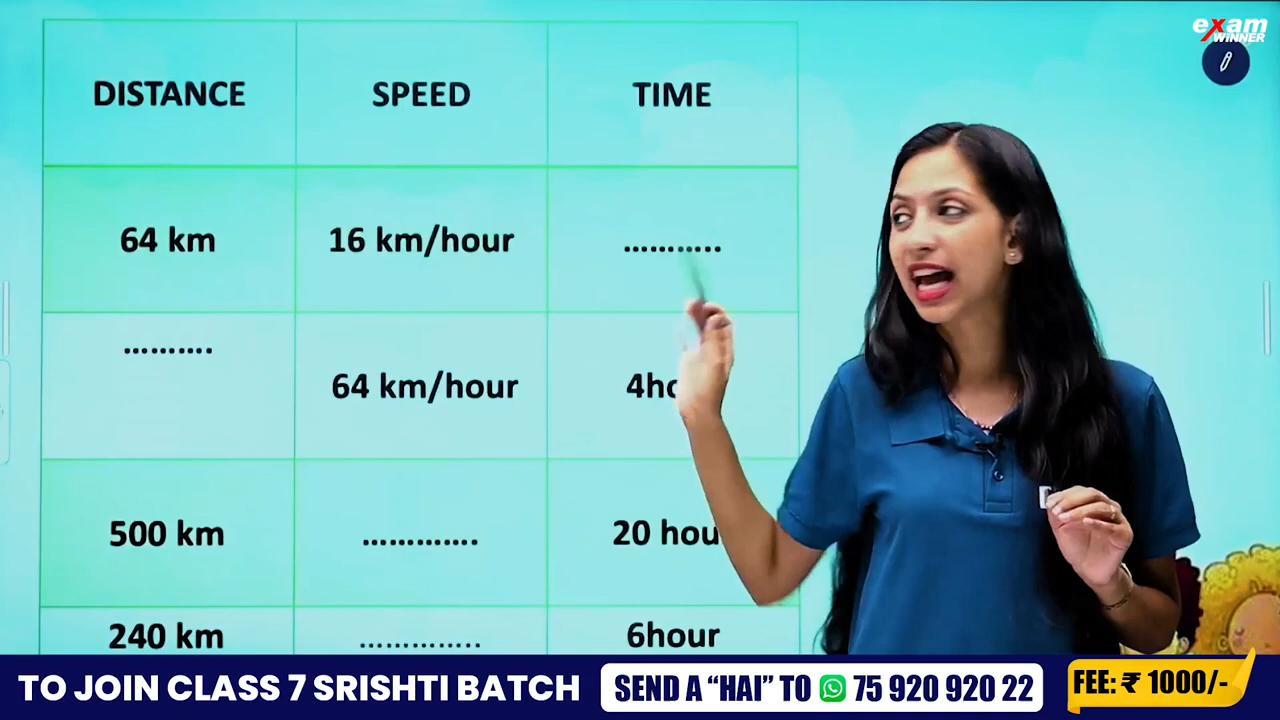 exam
WINNER
DISTANCE SPEED TIME
64 km 16 km/hour ………..
………. 64 km/hour
500 km …………. 20
240 km ………….. 6hour
TO JOIN CLASS 7 SRISHTI BATCH
SEND A “HAI” TO 75 920 920 22
FEE: ₹ 1000/-